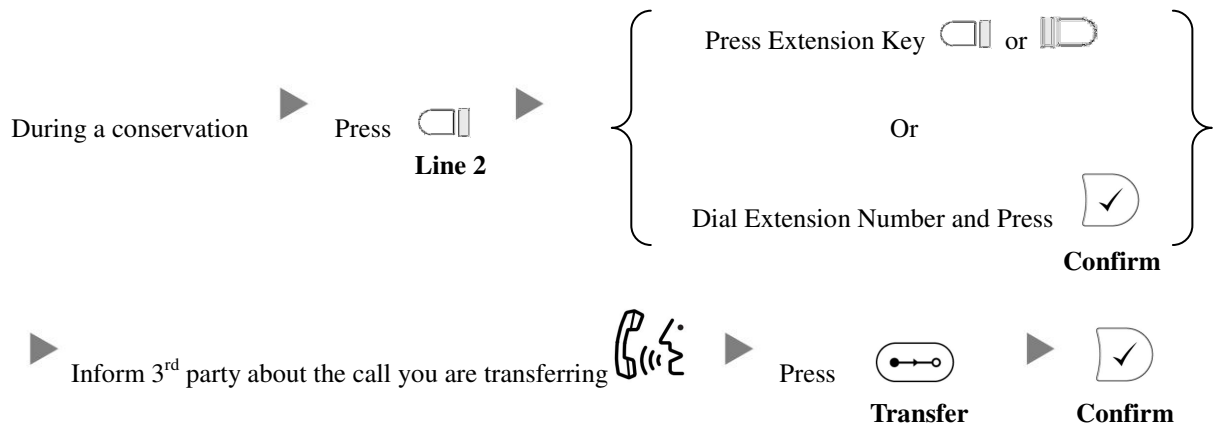 Press Extension Key or
During a conservation Press Or
Line 2
Dial Extension Number and Press
Confirm
Inform 3rd party about the call you are transferring Press
Transfer Confirm